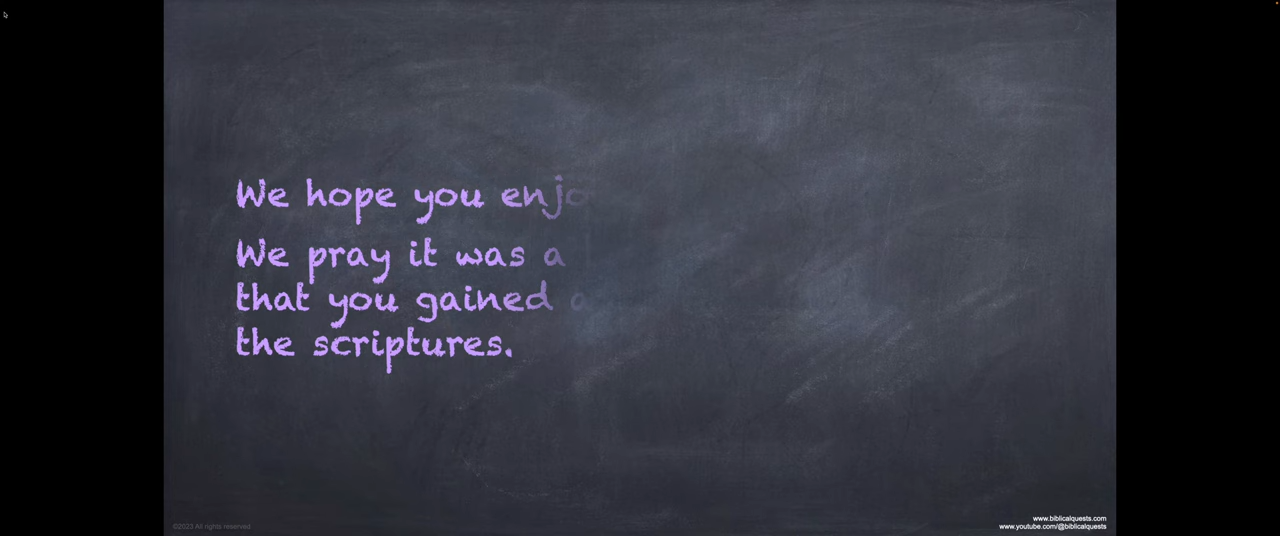 We hope you enjo
We pray it was a
that you gained a
the scriptures.
©2023 All rights reserved
www.biblicalquests.com
www.youtube.com/@biblicalquests